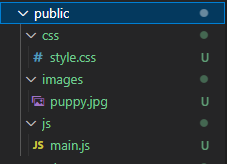 public
css
# style.css U
images
puppy.jpg U
js
JS main.js U